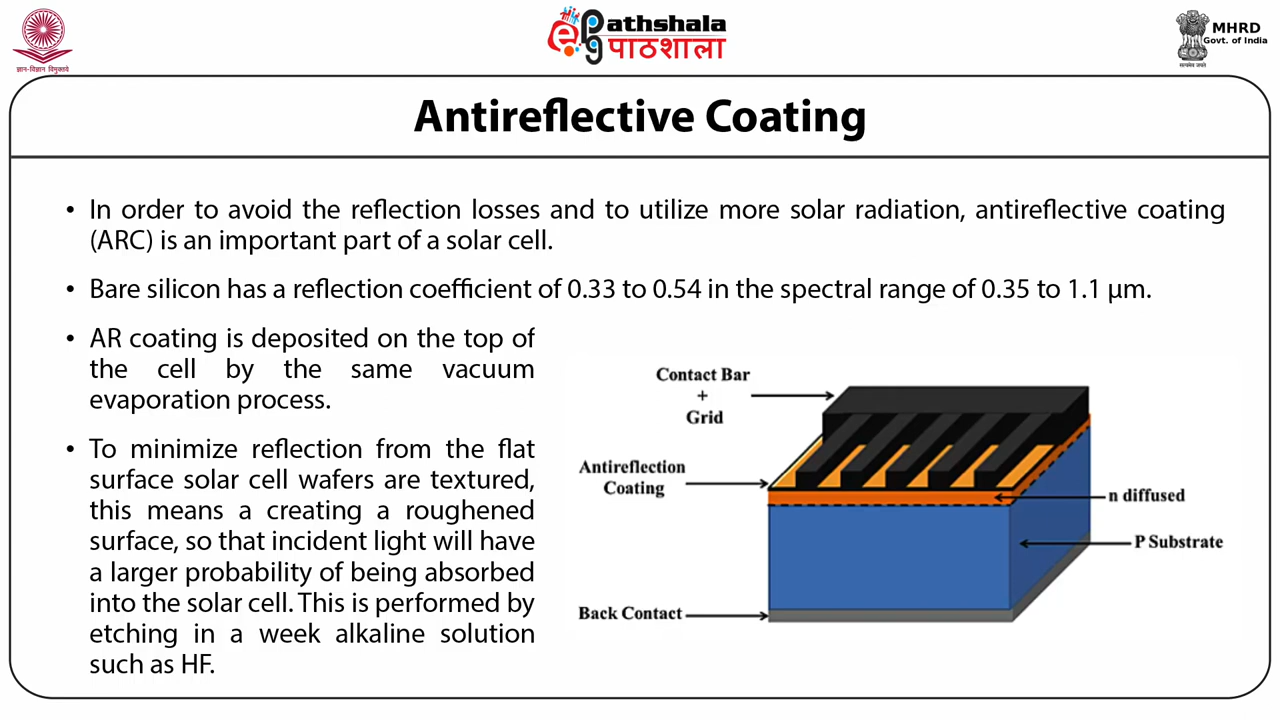 ज्ञान-विज्ञान विमुक्तये
ePathshala
पाठशाला
MHRD
Govt. of India
सत्यमेव जयते
Antireflective Coating
• In order to avoid the reflection losses and to utilize more solar radiation, antireflective coating
(ARC) is an important part of a solar cell.
• Bare silicon has a reflection coefficient of 0.33 to 0.54 in the spectral range of 0.35 to 1.1 µm.
• AR coating is deposited on the top of
the cell by the same vacuum
evaporation process.
• To minimize reflection from the flat
surface solar cell wafers are textured,
this means a creating a roughened
surface, so that incident light will have
a larger probability of being absorbed
into the solar cell. This is performed by
etching in a week alkaline solution
such as HF.
Contact Bar
+
Grid
Antireflection
Coating
n diffused
P Substrate
Back Contact